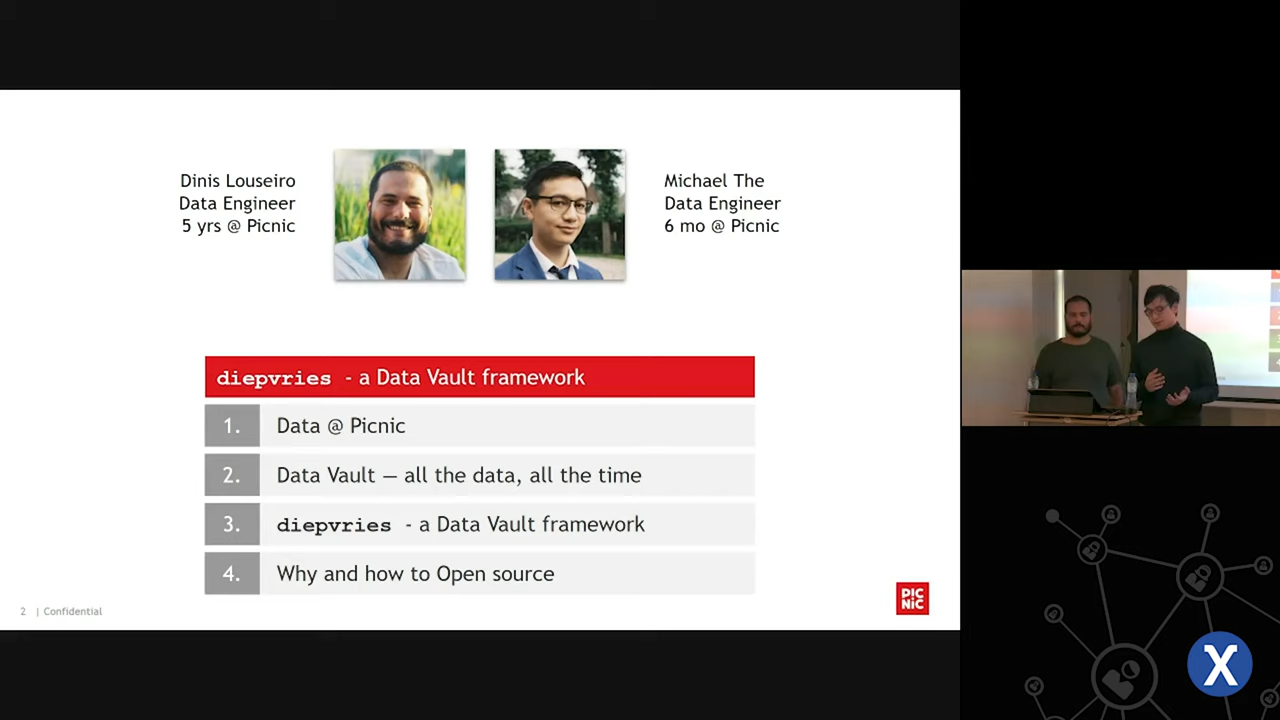 Dinis Louseiro
Data Engineer
5 yrs @ Picnic
Michael The
Data Engineer
6 mo @ Picnic
diepvries - a Data Vault framework
1. Data @ Picnic
2. Data Vault — all the data, all the time
3. diepvries - a Data Vault framework
4. Why and how to Open source
2 | Confidential
PIC
NiC
X